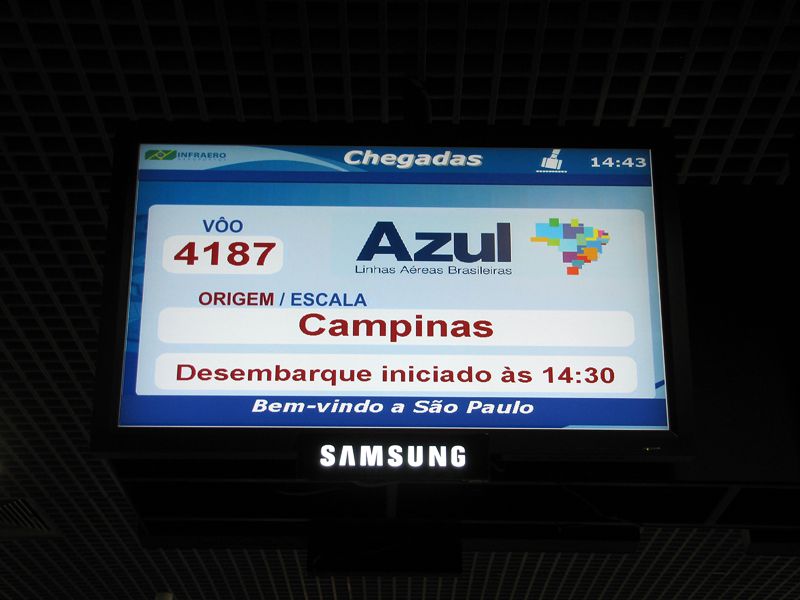 INFRAERO
Chegadas
14:43
VÔO
4187
Azul
Linhas Aéreas Brasileiras
ORIGEM / ESCALA
Campinas
Desembarque iniciado às 14:30
Bem-vindo a São Paulo
SAMSUNG